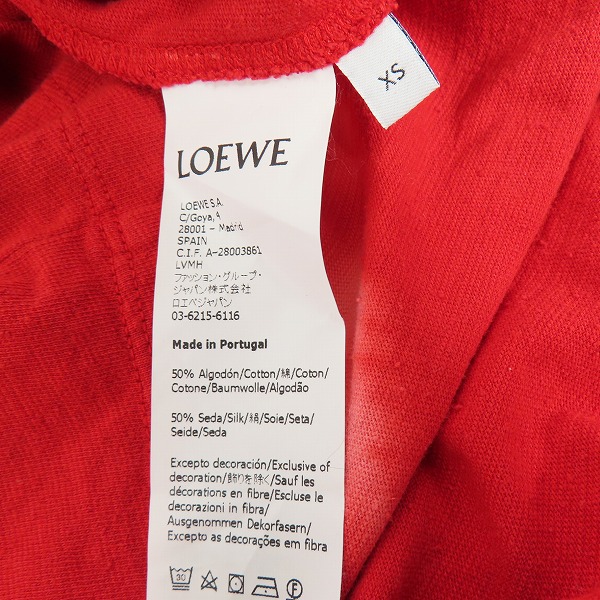 XS
LOEWE
LOEWE S.A.
C/Goya, 4
28001 – Madrid
SPAIN
C.I.F. A-28003861
LVMH
ファッション・グループ・
ジャパン株式会社
ロエベジャパン
03-6215-6116
Made in Portugal
50% Algodón/Cotton/綿/Coton/
Cotone/Baumwolle/Algodão
50% Seda/Silk/絹/Soie/Seta/
Seide/Seda
Excepto decoración/Exclusive of
decoration/飾りを除く/Sauf les
décorations en fibre/Escluse le
decorazioni in fibra/
Ausgenommen Dekorfasern/
Excepto as decorações em fibra
30
F